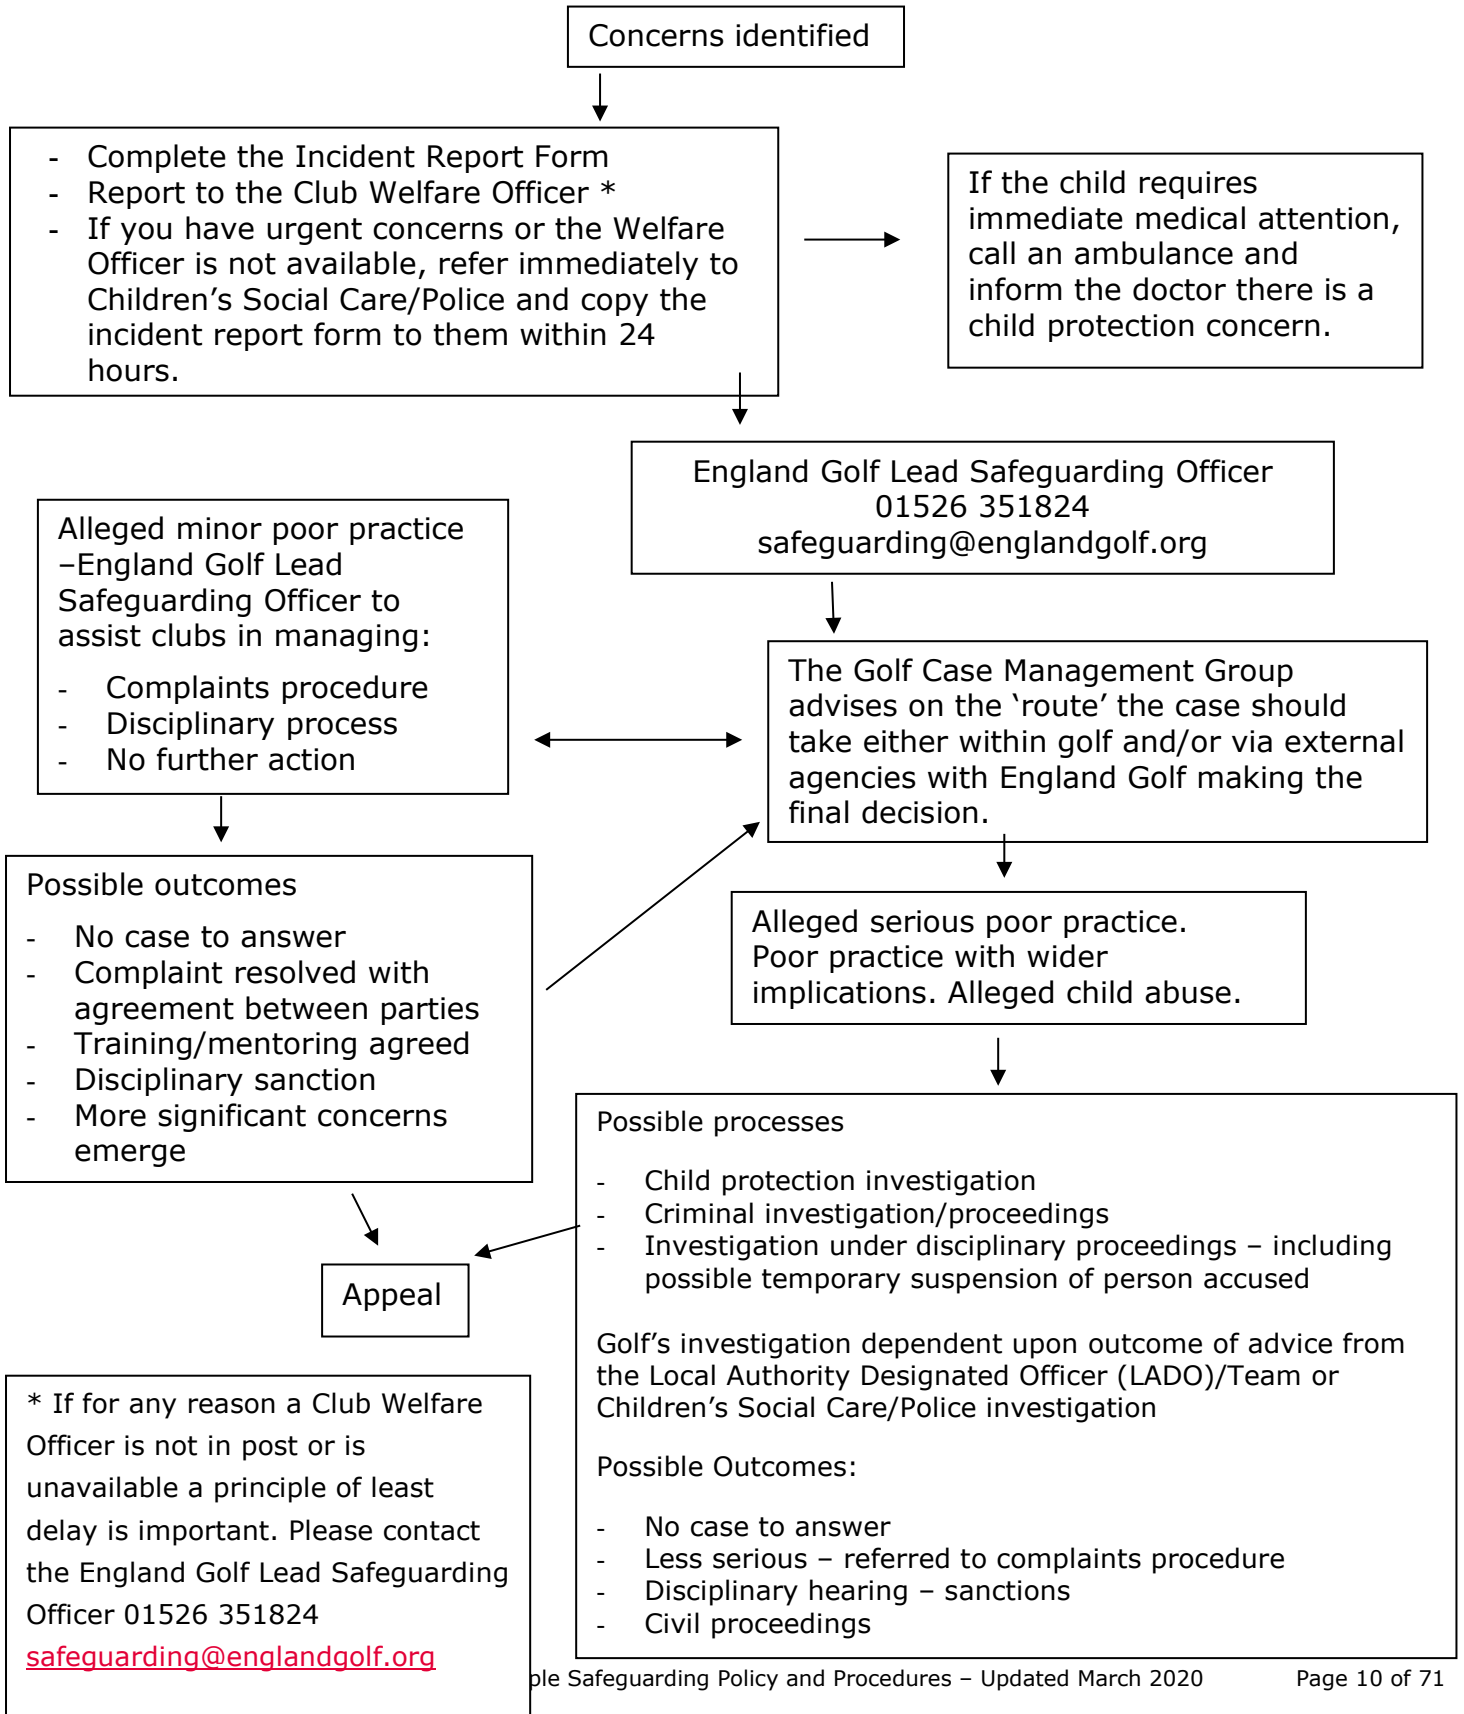 Concerns identified
- Complete the Incident Report Form
- Report to the Club Welfare Officer *
- If you have urgent concerns or the Welfare
Officer is not available, refer immediately to
Children’s Social Care/Police and copy the
incident report form to them within 24
hours.
If the child requires
immediate medical attention,
call an ambulance and
inform the doctor there is a
child protection concern.
England Golf Lead Safeguarding Officer
01526 351824
safeguarding@englandgolf.org
Alleged minor poor practice
–England Golf Lead
Safeguarding Officer to
assist clubs in managing:
- Complaints procedure
- Disciplinary process
- No further action
The Golf Case Management Group
advises on the ‘route’ the case should
take either within golf and/or via external
agencies with England Golf making the
final decision.
Possible outcomes
- No case to answer
- Complaint resolved with
agreement between parties
- Training/mentoring agreed
- Disciplinary sanction
- More significant concerns
emerge
Alleged serious poor practice.
Poor practice with wider
implications. Alleged child abuse.
Possible processes
- Child protection investigation
- Criminal investigation/proceedings
- Investigation under disciplinary proceedings – including
possible temporary suspension of person accused
Golf’s investigation dependent upon outcome of advice from
the Local Authority Designated Officer (LADO)/Team or
Children’s Social Care/Police investigation
Possible Outcomes:
- No case to answer
- Less serious – referred to complaints procedure
- Disciplinary hearing – sanctions
- Civil proceedings
Appeal
* If for any reason a Club Welfare
Officer is not in post or is
unavailable a principle of least
delay is important. Please contact
the England Golf Lead Safeguarding
Officer 01526 351824
safeguarding@englandgolf.org
Safeguarding Policy and Procedures – Updated March 2020 Page 10 of 71